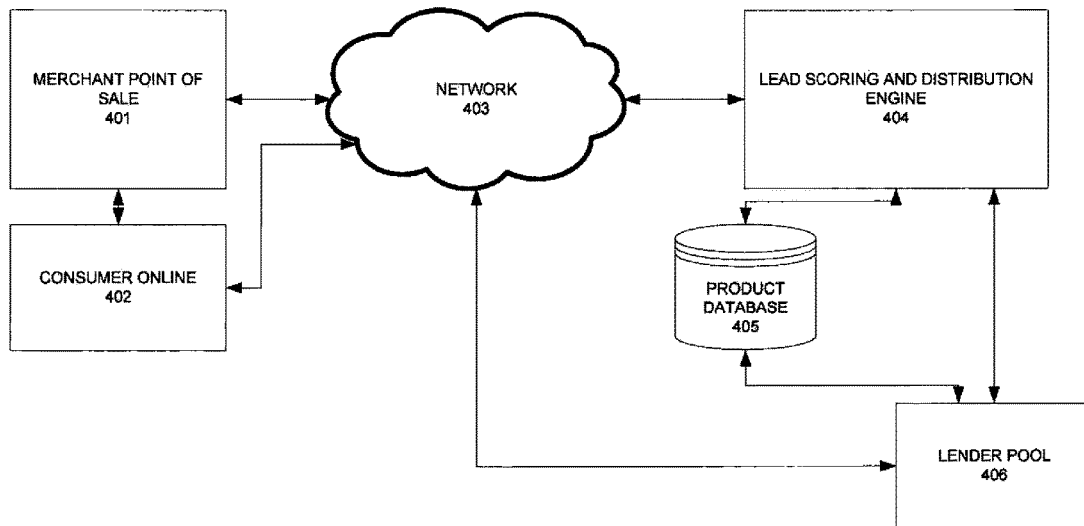 MERCHANT POINT OF
SALE
401
NETWORK
403
LEAD SCORING AND DISTRIBUTION
ENGINE
404
CONSUMER ONLINE
402
PRODUCT
DATABASE
405
LENDER POOL
406